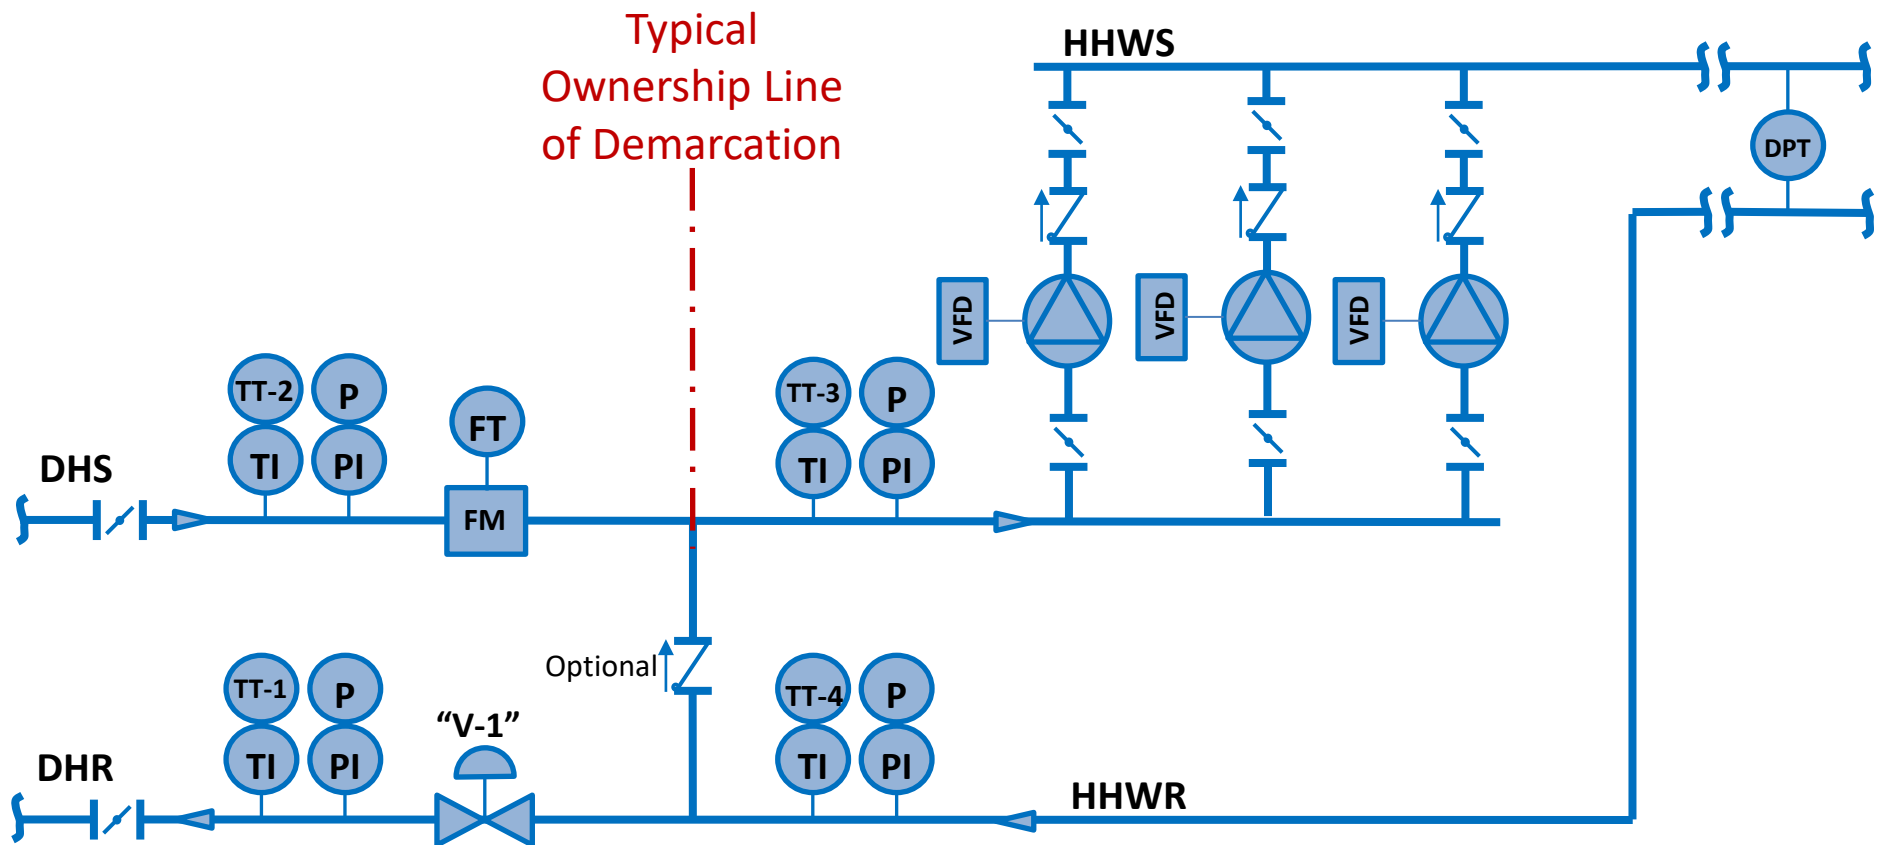 Typical
Ownership Line
of Demarcation
HHWS
DPT
VFD
VFD
VFD
TT-2
P
TI
PI
FT
FM
DHS
TT-3
P
TI
PI
Optional
TT-1
P
TI
PI
"V-1"
TT-4
P
TI
PI
DHR
HHWR